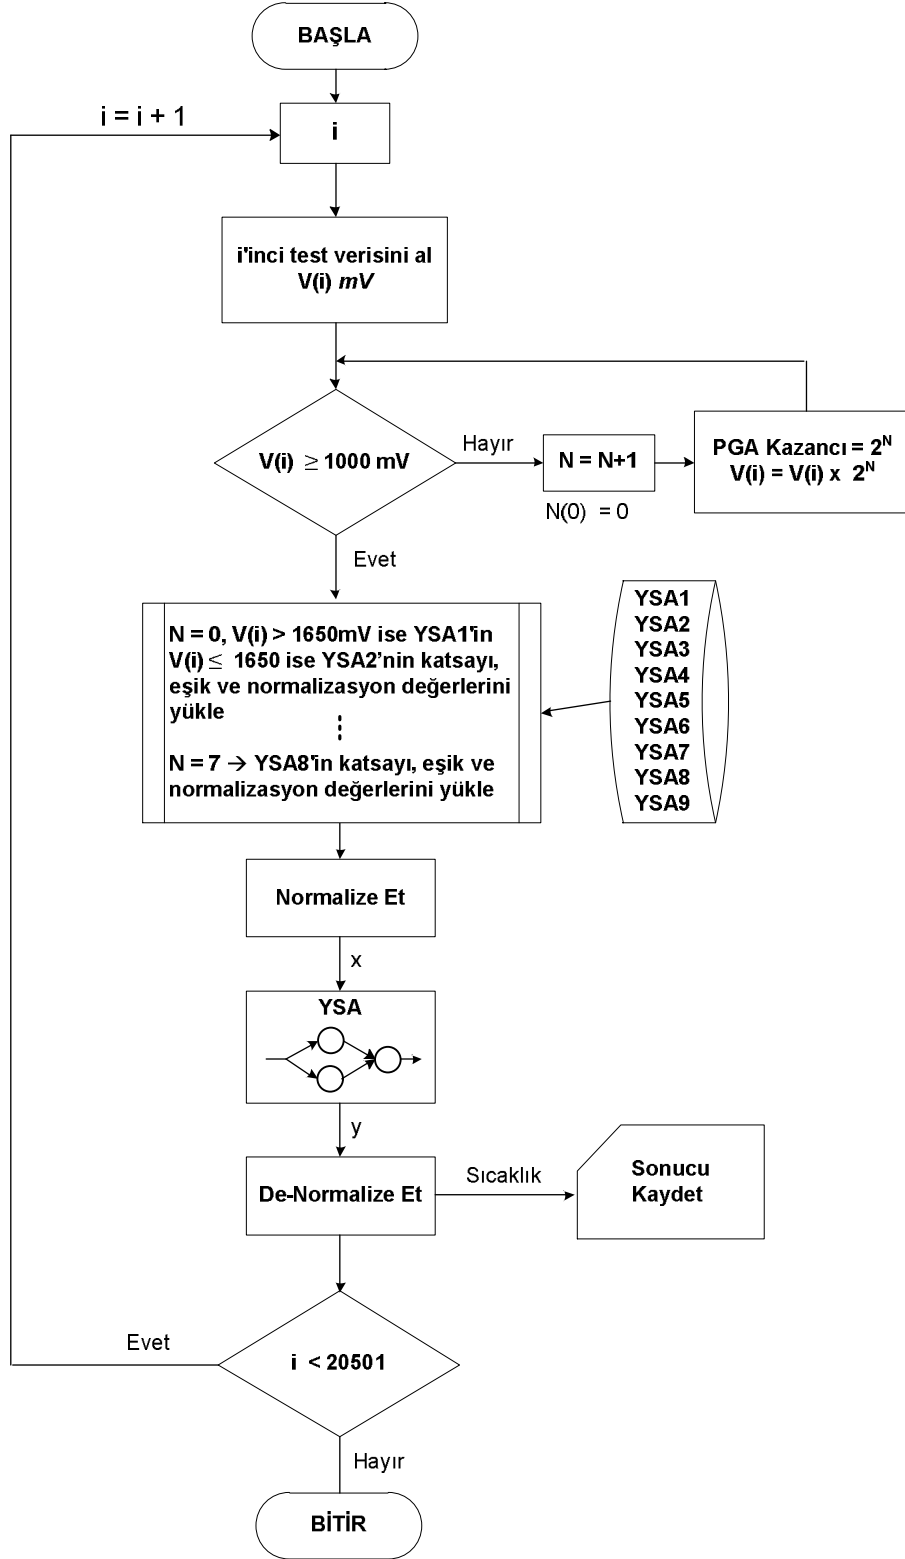 BAŞLA
i = i + 1
i
i'inci test verisini al
V(i) mV
V(i) ≥ 1000 mV
Hayır
N = N+1
N(0) = 0
PGA Kazancı = 2^N
V(i) = V(i) x 2^N
Evet
N = 0, V(i) > 1650mV ise YSA1'in
V(i) ≤ 1650 ise YSA2'nin katsayı,
eşik ve normalizasyon değerlerini
yükle
N = 7 → YSA8'in katsayı, eşik ve
normalizasyon değerlerini yükle
YSA1
YSA2
YSA3
YSA4
YSA5
YSA6
YSA7
YSA8
YSA9
Normalize Et
x
YSA
y
De-Normalize Et
Sıcaklık
Sonucu
Kaydet
Evet
i < 20501
Hayır
BİTİR